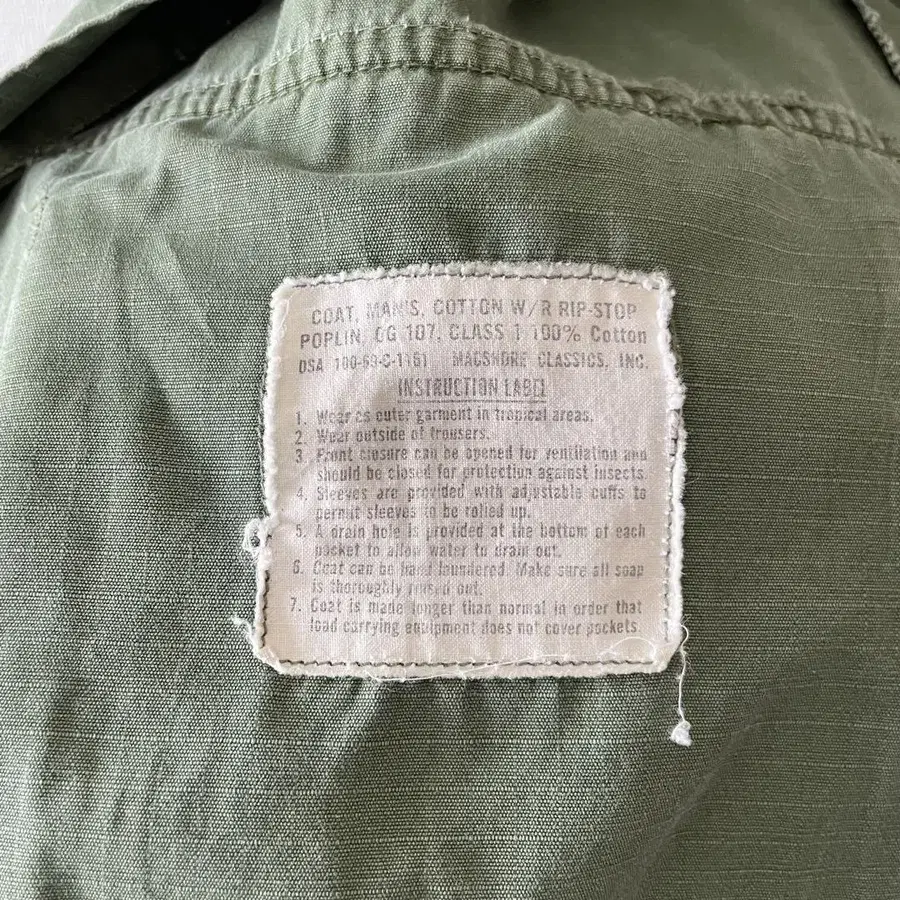 COAT, MAN'S, COTTON W/R RIP-STOP
POPLIN, OG 107, CLASS 1 100% Cotton
DSA 100-69-C-1161 MACSHORE CLASSICS, INC.
INSTRUCTION LABEL
1. Wear as outer garment in tropical areas.
2. Wear outside of trousers.
3. Front closure can be opened for ventilation and
should be closed for protection against insects.
4. Sleeves are provided with adjustable cuffs to
permit sleeves to be rolled up.
5. A drain hole is provided at the bottom of each
pocket to allow water to drain out.
6. Coat can be hand laundered. Make sure all soap
is thoroughly rinsed out.
7. Coat is made longer than normal in order that
load carrying equipment does not cover pockets.